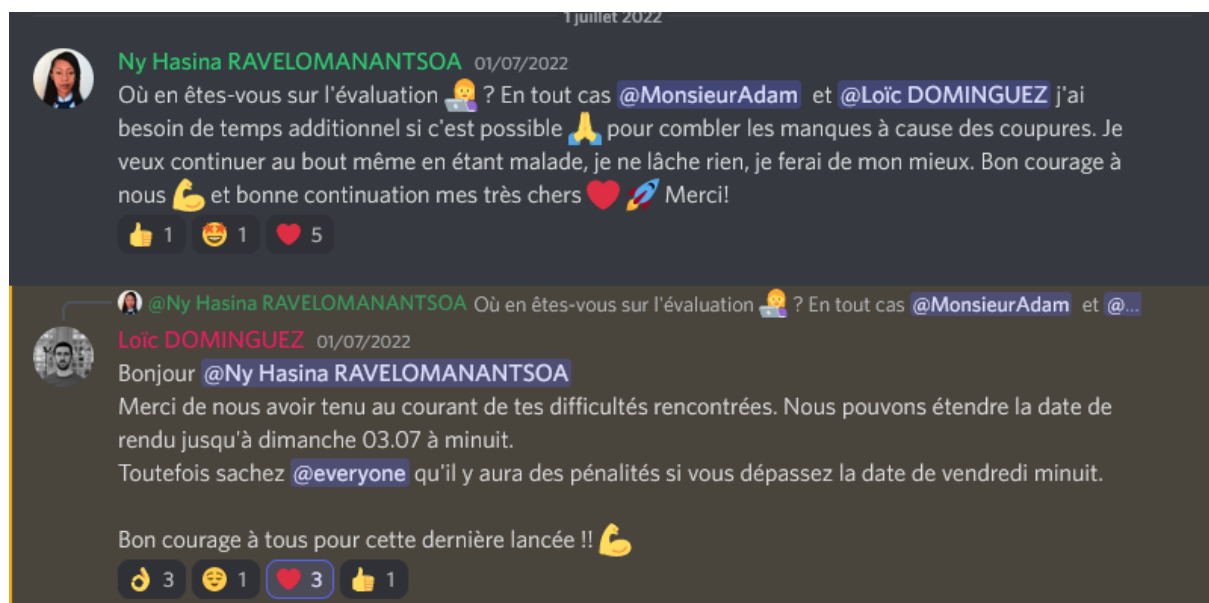 1 juillet 2022
Ny Hasina RAVELOMANANTSOA 01/07/2022
Où en êtes-vous sur l'évaluation 🧑‍💻 ? En tout cas @MonsieurAdam et @Loïc DOMINGUEZ j'ai
besoin de temps additionnel si c'est possible 🙏 pour combler les manques à cause des coupures. Je
veux continuer au bout même en étant malade, je ne lâche rien, je ferai de mon mieux. Bon courage à
nous 💪 et bonne continuation mes très chers ❤️ 🚀 Merci!
👍 1 🤩 1 ❤️ 5
@Ny Hasina RAVELOMANANTSOA Où en êtes-vous sur l'évaluation 🧑‍💻 ? En tout cas @MonsieurAdam et @...
Loïc DOMINGUEZ 01/07/2022
Bonjour @Ny Hasina RAVELOMANANTSOA
Merci de nous avoir tenu au courant de tes difficultés rencontrées. Nous pouvons étendre la date de
rendu jusqu'à dimanche 03.07 à minuit.
Toutefois sachez @everyone qu'il y aura des pénalités si vous dépassez la date de vendredi minuit.
Bon courage à tous pour cette dernière lancée !! 💪
👌 3 😌 1 ❤️ 3 👍 1